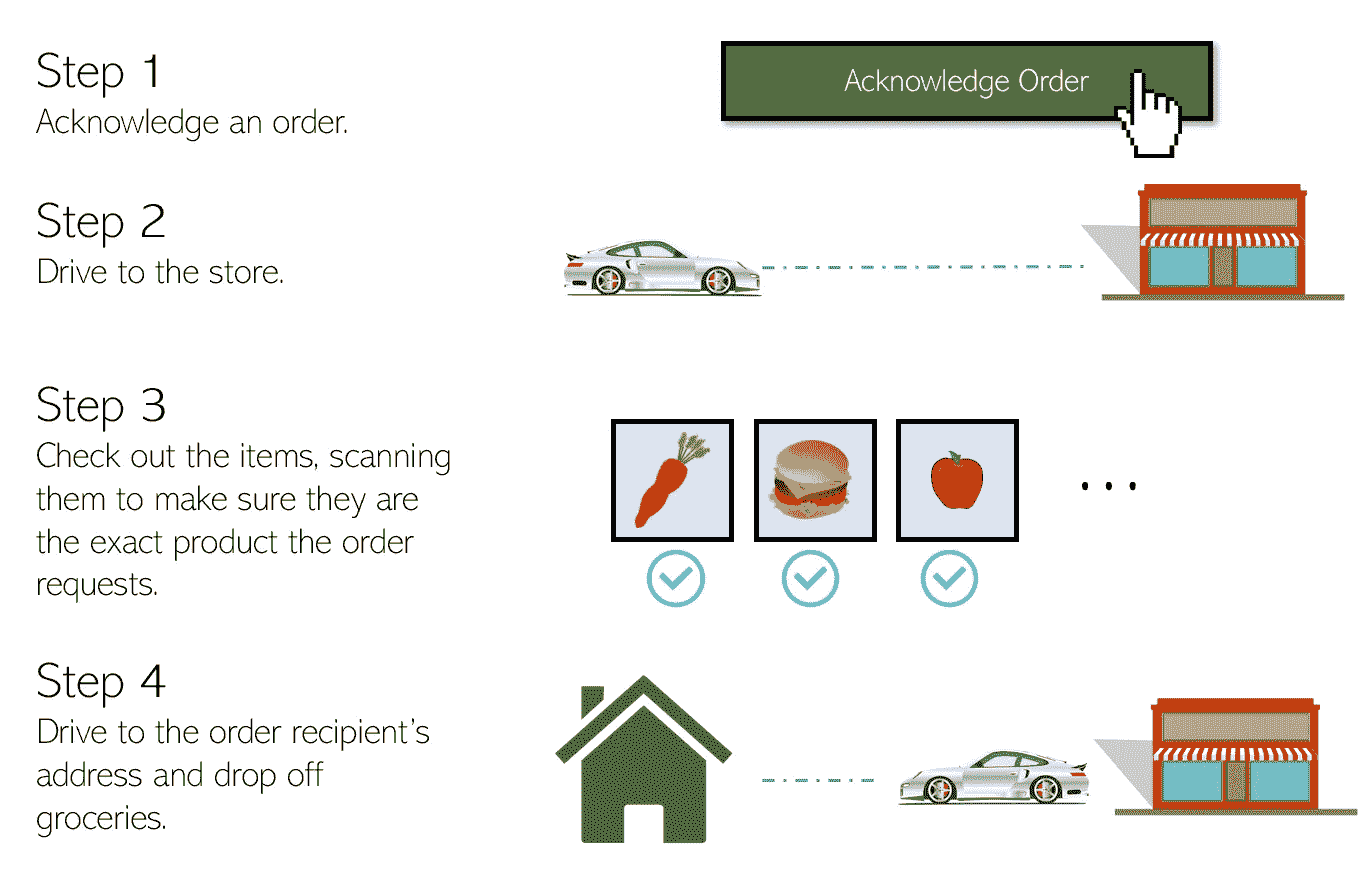 Step 1
Acknowledge an order.
Acknowledge Order
Step 2
Drive to the store.
Step 3
Check out the items, scanning
them to make sure they are
the exact product the order
requests.
Step 4
Drive to the order recipient's
address and drop off
groceries.